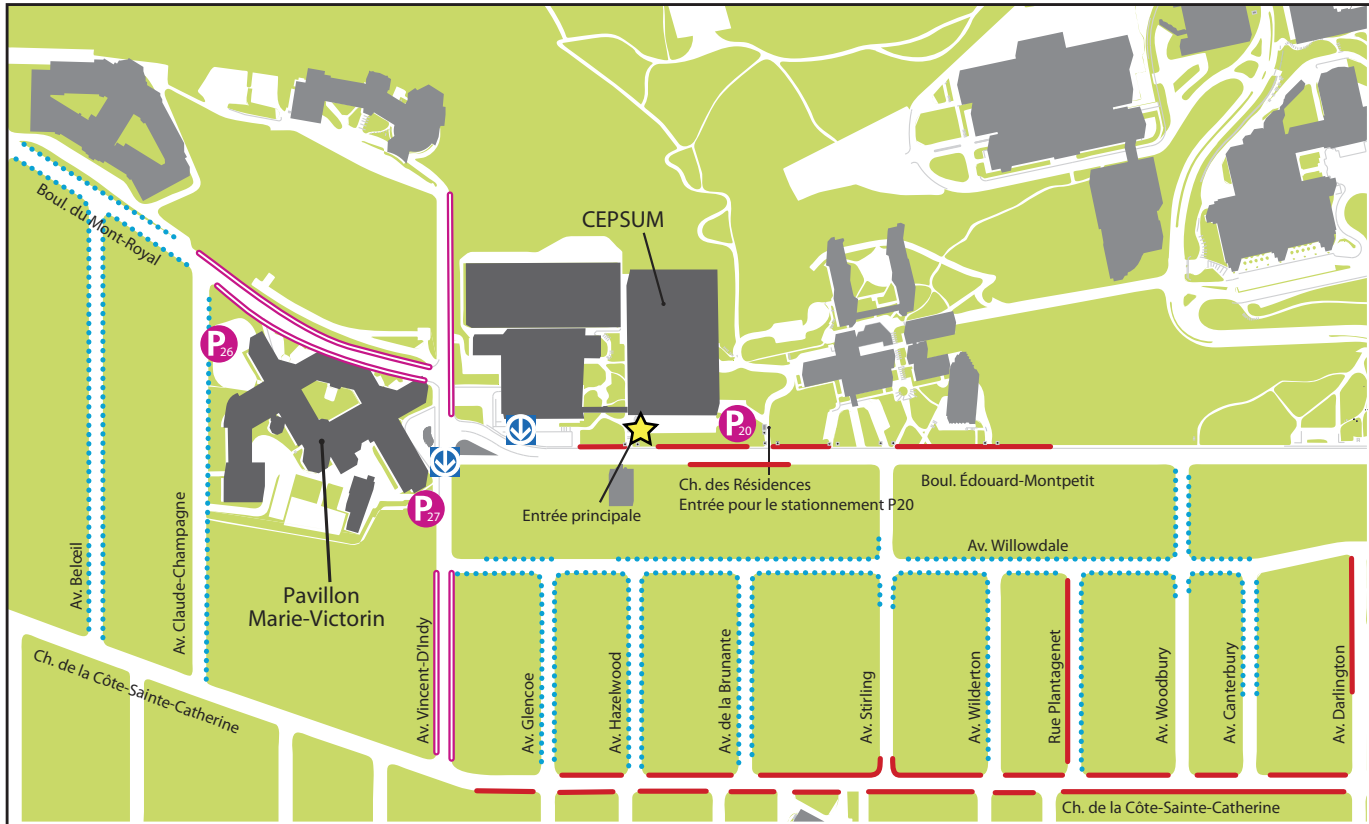 CEPSUM
Boul. du Mont-Royal
P26
P20
P27
Ch. des Résidences
Entrée pour le stationnement P20
Entrée principale
Boul. Édouard-Montpetit
Av. Willowdale
Pavillon
Marie-Victorin
Av. Belœil
Av. Claude-Champagne
Av. Vincent-D'Indy
Av. Glencoe
Av. Hazelwood
Av. de la Brunante
Av. Stirling
Av. Wilderton
Rue Plantagenet
Av. Woodbury
Av. Canterbury
Av. Darlington
Ch. de la Côte-Sainte-Catherine
Ch. de la Côte-Sainte-Catherine